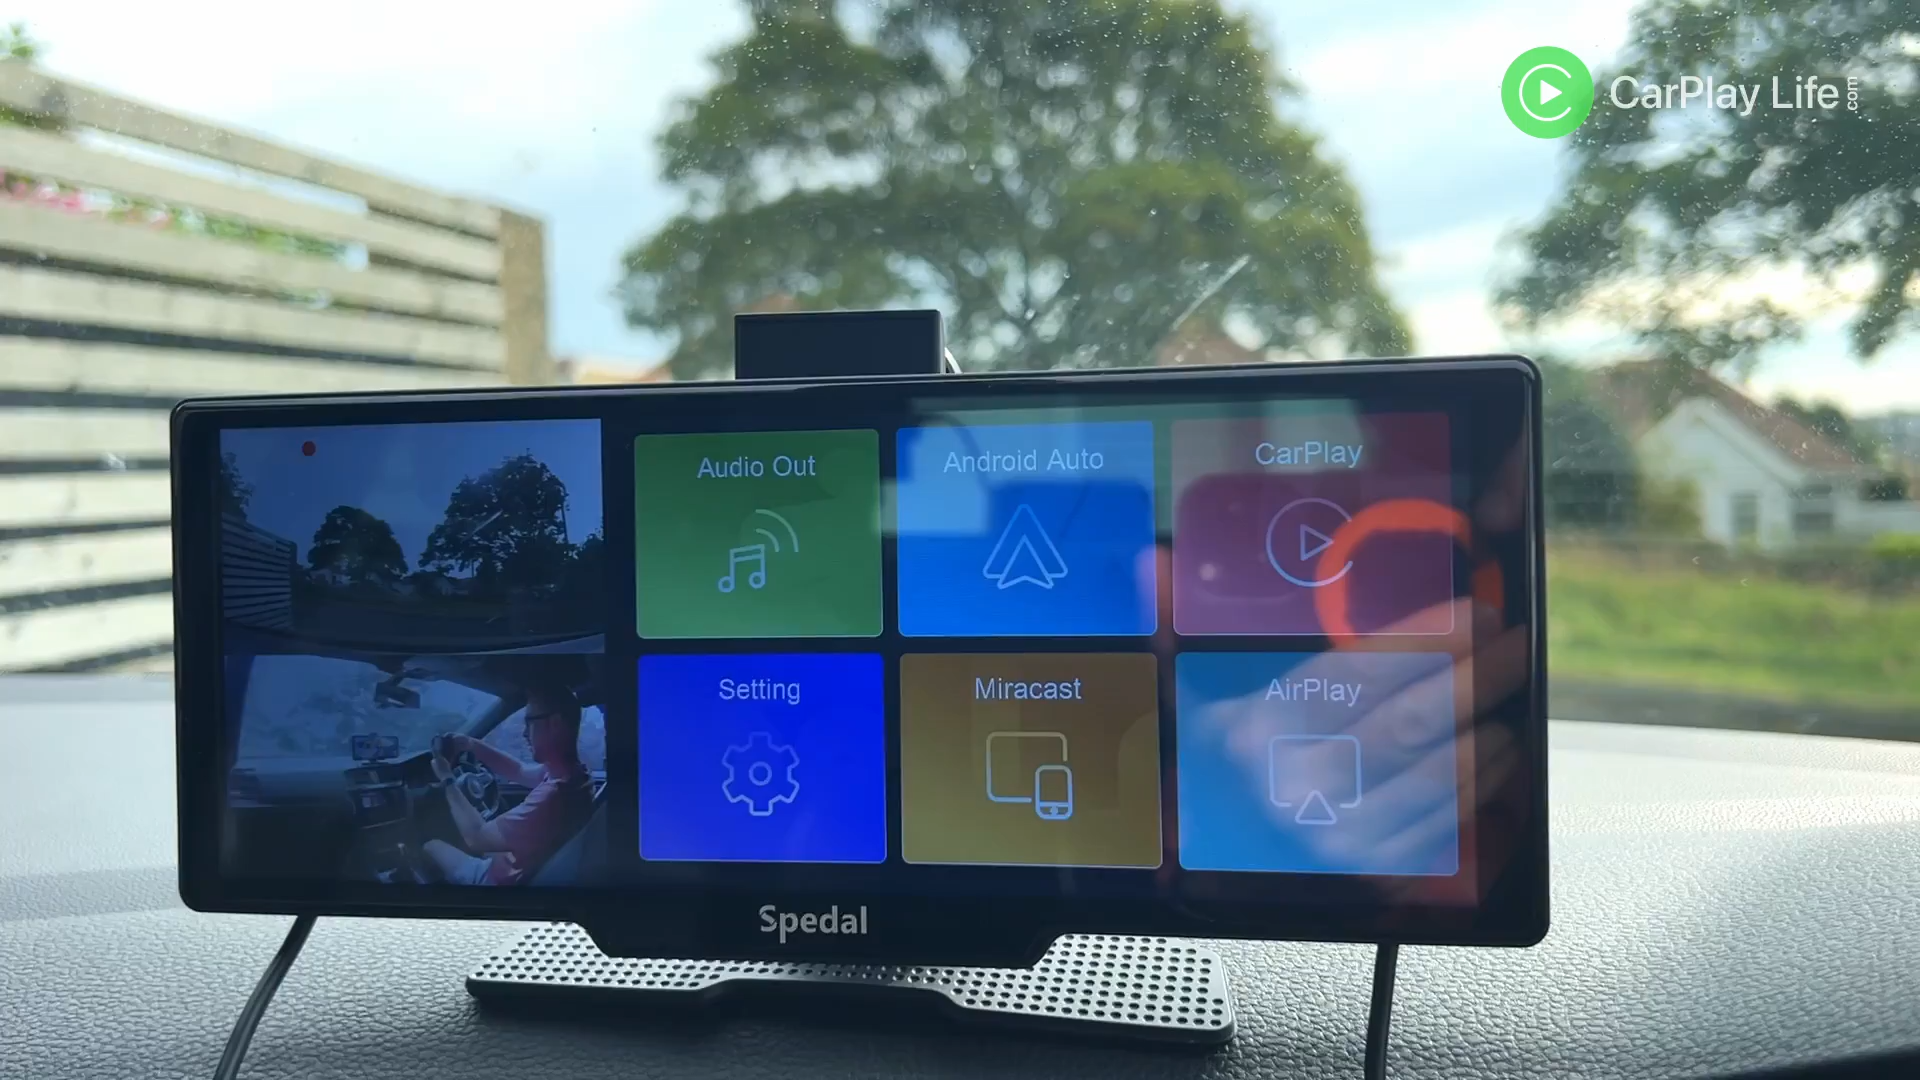 CarPlay Life.com
Audio Out
Android Auto
CarPlay
Setting
Miracast
AirPlay
Spedal